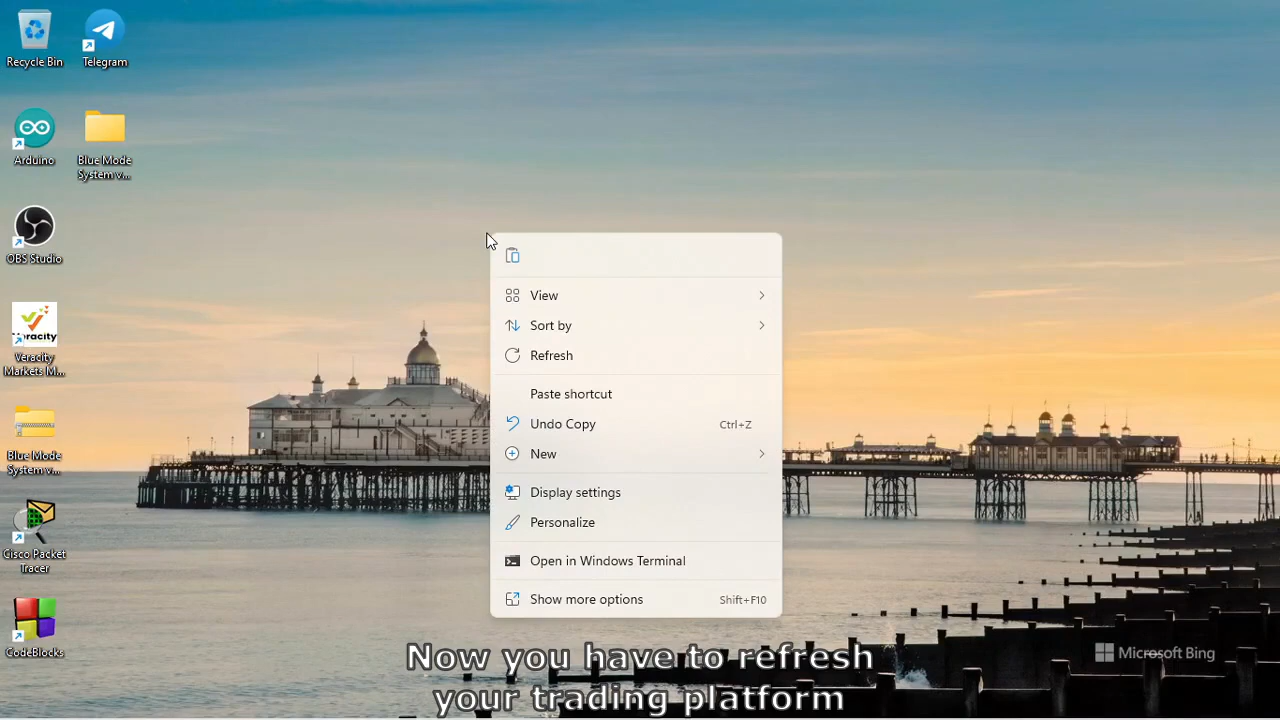 Recycle Bin
Telegram
Arduino
Blue Mode
System v...
OBS Studio
Veracity
Veracity
Markets M...
Blue Mode
System v...
Cisco Packet
Tracer
CodeBlocks
View
Sort by
Refresh
Paste shortcut
Undo Copy Ctrl+Z
New
Display settings
Personalize
Open in Windows Terminal
Show more options Shift+F10
Microsoft Bing
Now you have to refresh
your trading platform